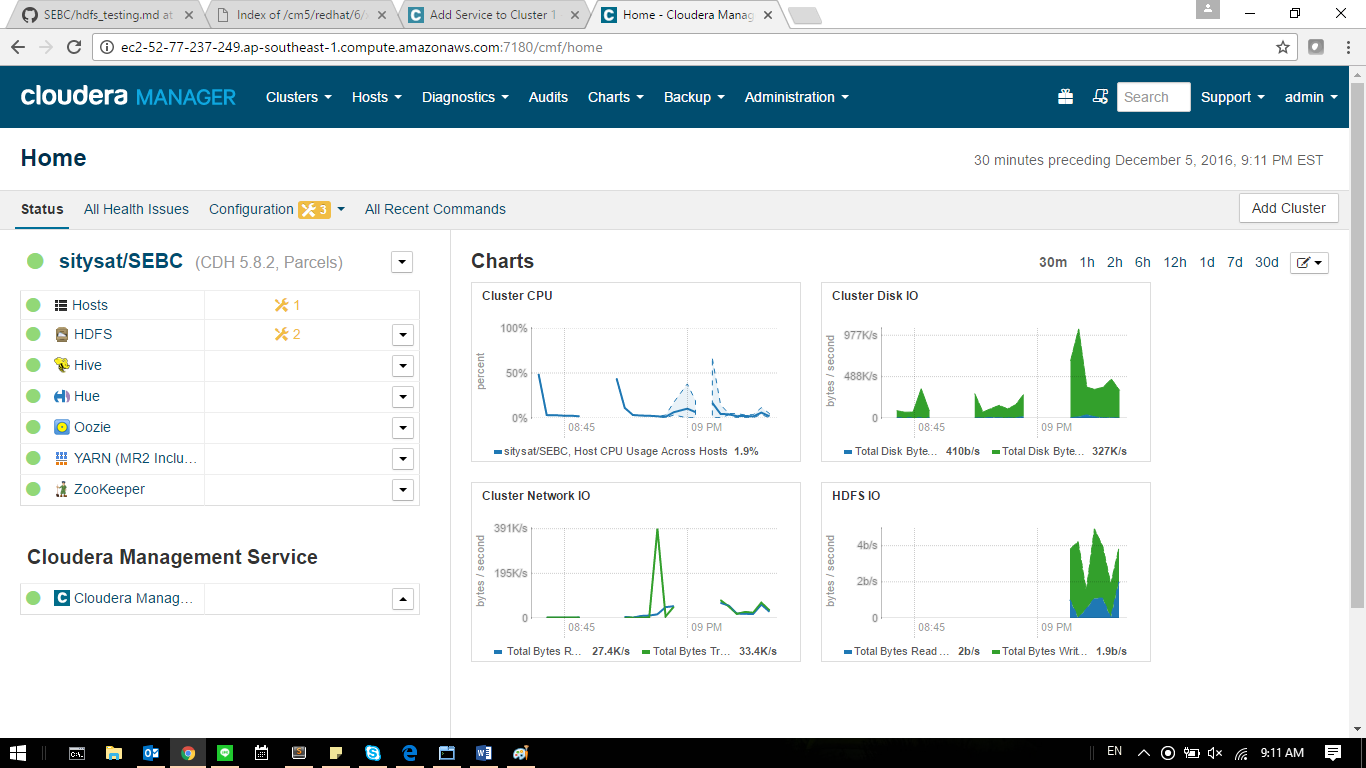 SEBC/hdfs_testing.md at
Index of /cm5/redhat/6/
Add Service to Cluster 1
Home - Cloudera Manag
ec2-52-77-237-249.ap-southeast-1.compute.amazonaws.com:7180/cmf/home
cloudera MANAGER Clusters Hosts Diagnostics Audits Charts Backup Administration Search Support admin
Home
30 minutes preceding December 5, 2016, 9:11 PM EST
Status All Health Issues Configuration 3 All Recent Commands Add Cluster
sitysat/SEBC (CDH 5.8.2, Parcels)
Hosts 1
HDFS 2
Hive
Hue
Oozie
YARN (MR2 Inclu...
ZooKeeper
Cloudera Management Service
Cloudera Manag...
Charts
30m 1h 2h 6h 12h 1d 7d 30d
Cluster CPU
percent
100%
50%
0%
08:45 09 PM
sitysat/SEBC, Host CPU Usage Across Hosts 1.9%
Cluster Disk IO
bytes / second
977K/s
488K/s
0
08:45 09 PM
Total Disk Byte... 410b/s Total Disk Byte... 327K/s
Cluster Network IO
bytes / second
391K/s
195K/s
0
08:45 09 PM
Total Bytes R... 27.4K/s Total Bytes Tr... 33.4K/s
HDFS IO
bytes / second
4b/s
2b/s
0
08:45 09 PM
Total Bytes Read ... 2b/s Total Bytes Writ... 1.9b/s
EN 9:11 AM